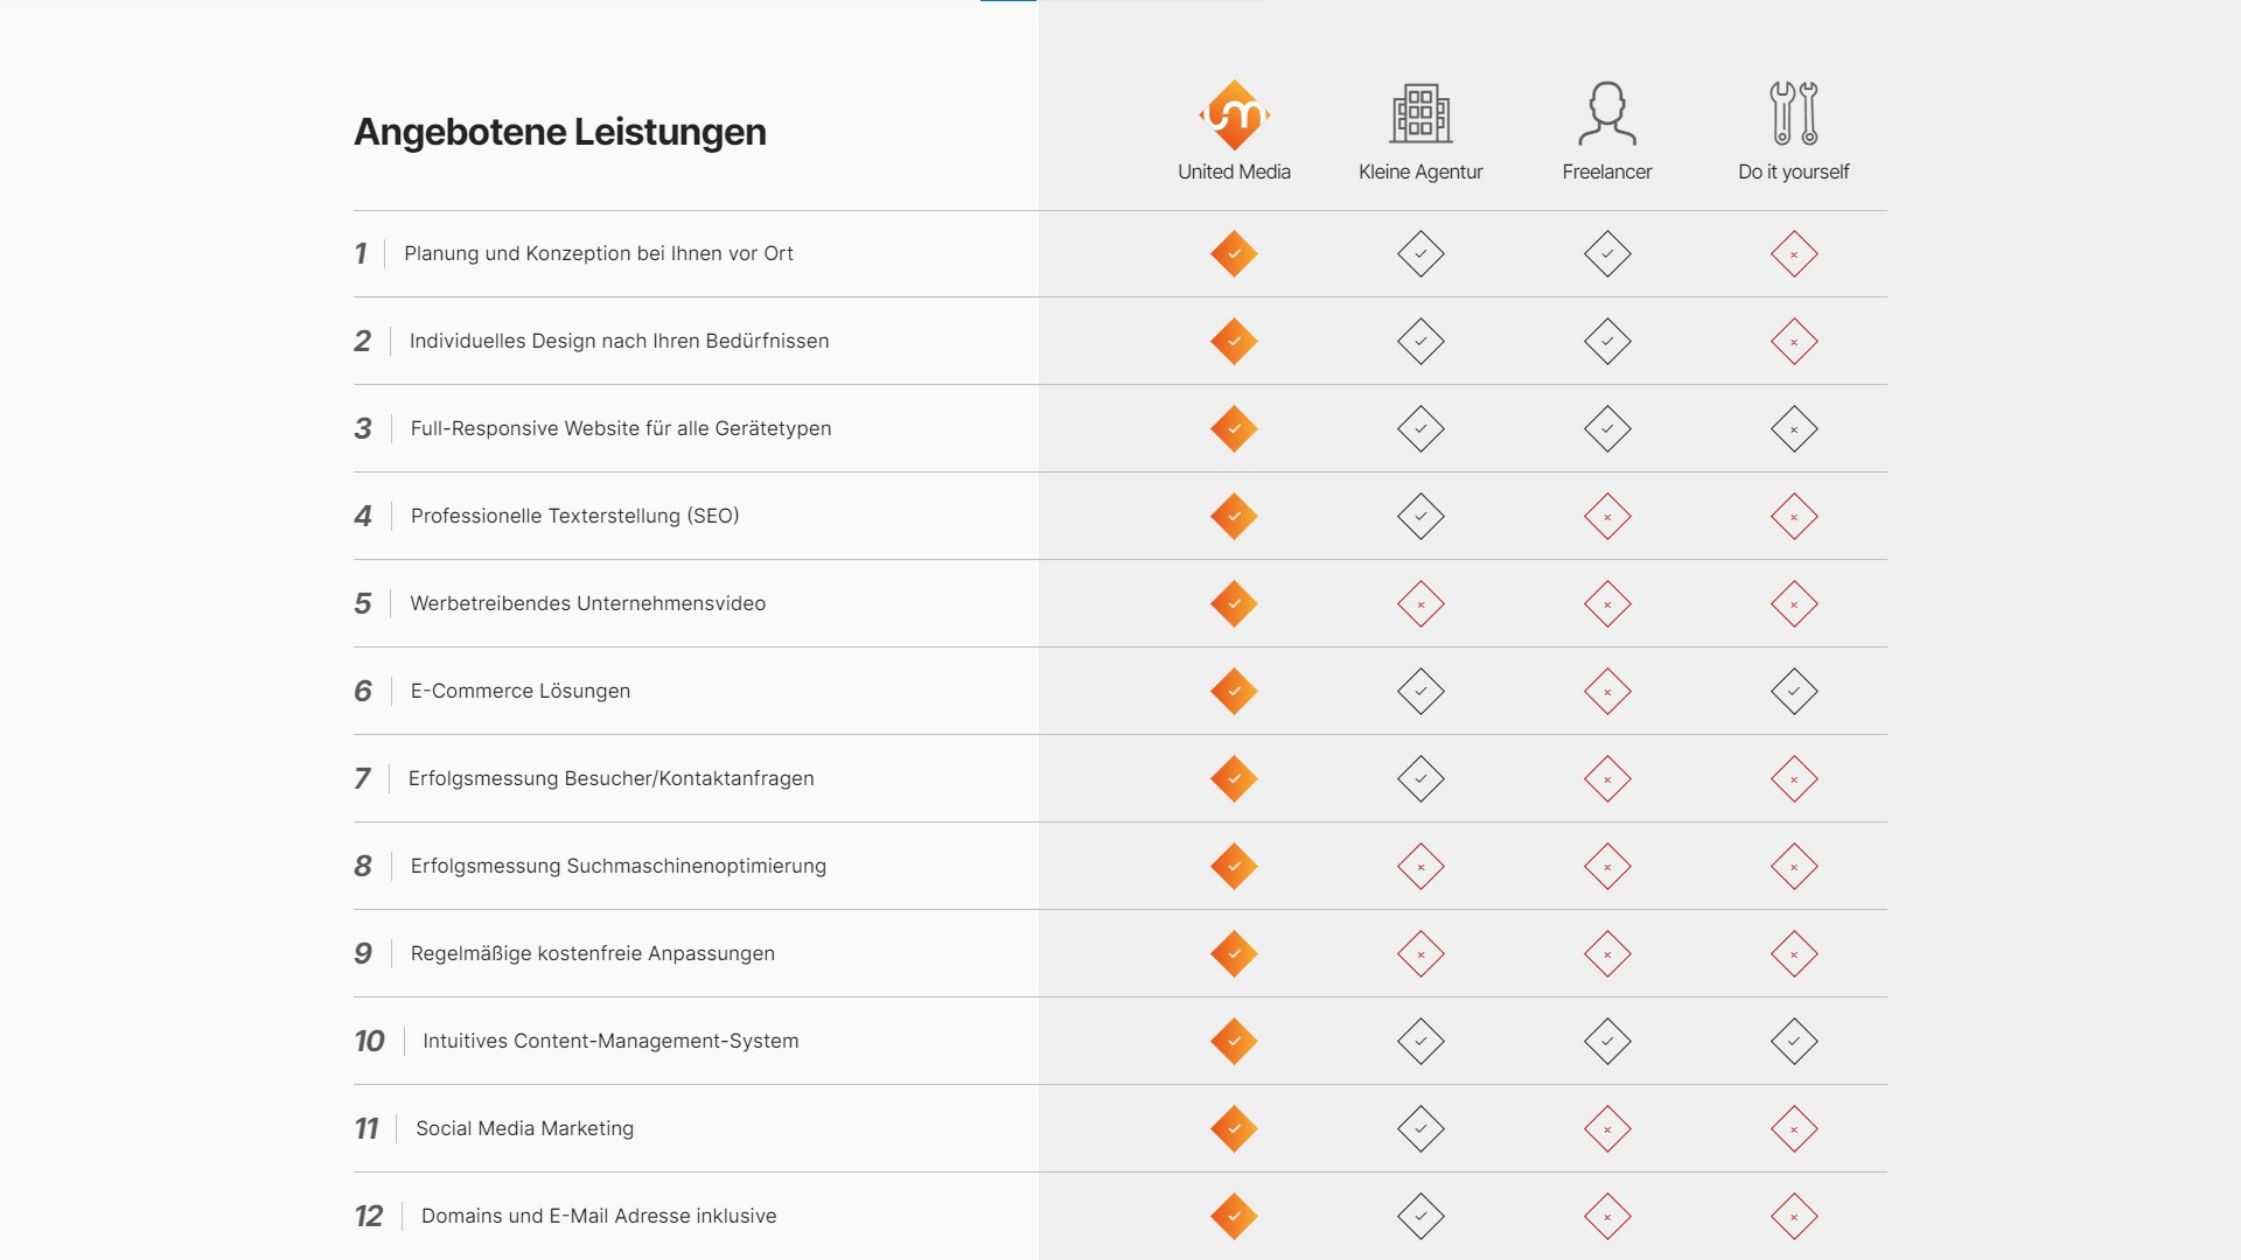 Angebotene Leistungen
um
United Media
Kleine Agentur
Freelancer
Do it yourself
1 Planung und Konzeption bei Ihnen vor Ort
2 Individuelles Design nach Ihren Bedürfnissen
3 Full-Responsive Website für alle Gerätetypen
4 Professionelle Texterstellung (SEO)
5 Werbetreibendes Unternehmensvideo
6 E-Commerce Lösungen
7 Erfolgsmessung Besucher/Kontaktanfragen
8 Erfolgsmessung Suchmaschinenoptimierung
9 Regelmäßige kostenfreie Anpassungen
10 Intuitives Content-Management-System
11 Social Media Marketing
12 Domains und E-Mail Adresse inklusive